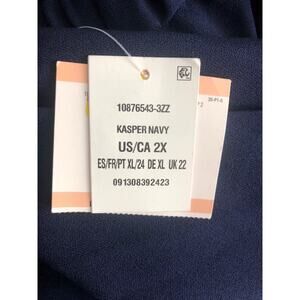 10876543-3ZZ
KASPER NAVY
US/CA 2X
ES/FR/PT XL/24 DE XL UK 22
091308392423